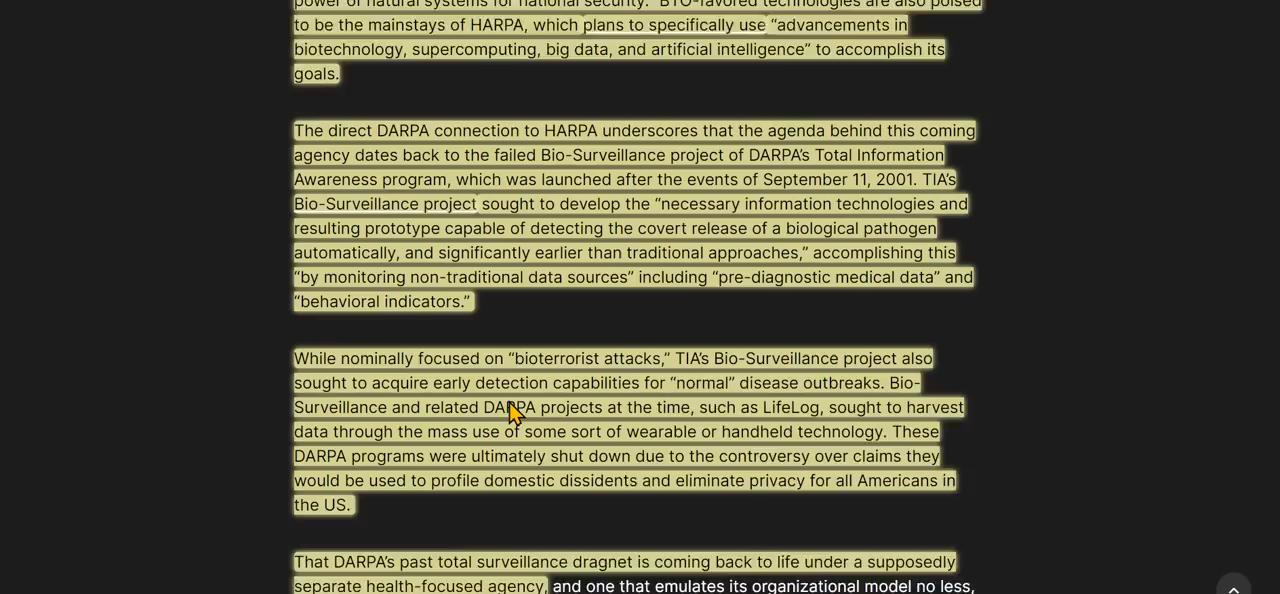 power of natural systems for national security.” BTO-favored technologies are also poised
to be the mainstays of HARPA, which plans to specifically use “advancements in
biotechnology, supercomputing, big data, and artificial intelligence” to accomplish its
goals.
The direct DARPA connection to HARPA underscores that the agenda behind this coming
agency dates back to the failed Bio-Surveillance project of DARPA’s Total Information
Awareness program, which was launched after the events of September 11, 2001. TIA’s
Bio-Surveillance project sought to develop the “necessary information technologies and
resulting prototype capable of detecting the covert release of a biological pathogen
automatically, and significantly earlier than traditional approaches,” accomplishing this
“by monitoring non-traditional data sources” including “pre-diagnostic medical data” and
“behavioral indicators.”
While nominally focused on “bioterrorist attacks,” TIA’s Bio-Surveillance project also
sought to acquire early detection capabilities for “normal” disease outbreaks. Bio-
Surveillance and related DARPA projects at the time, such as LifeLog, sought to harvest
data through the mass use of some sort of wearable or handheld technology. These
DARPA programs were ultimately shut down due to the controversy over claims they
would be used to profile domestic dissidents and eliminate privacy for all Americans in
the US.
That DARPA’s past total surveillance dragnet is coming back to life under a supposedly
separate health-focused agency, and one that emulates its organizational model no less,